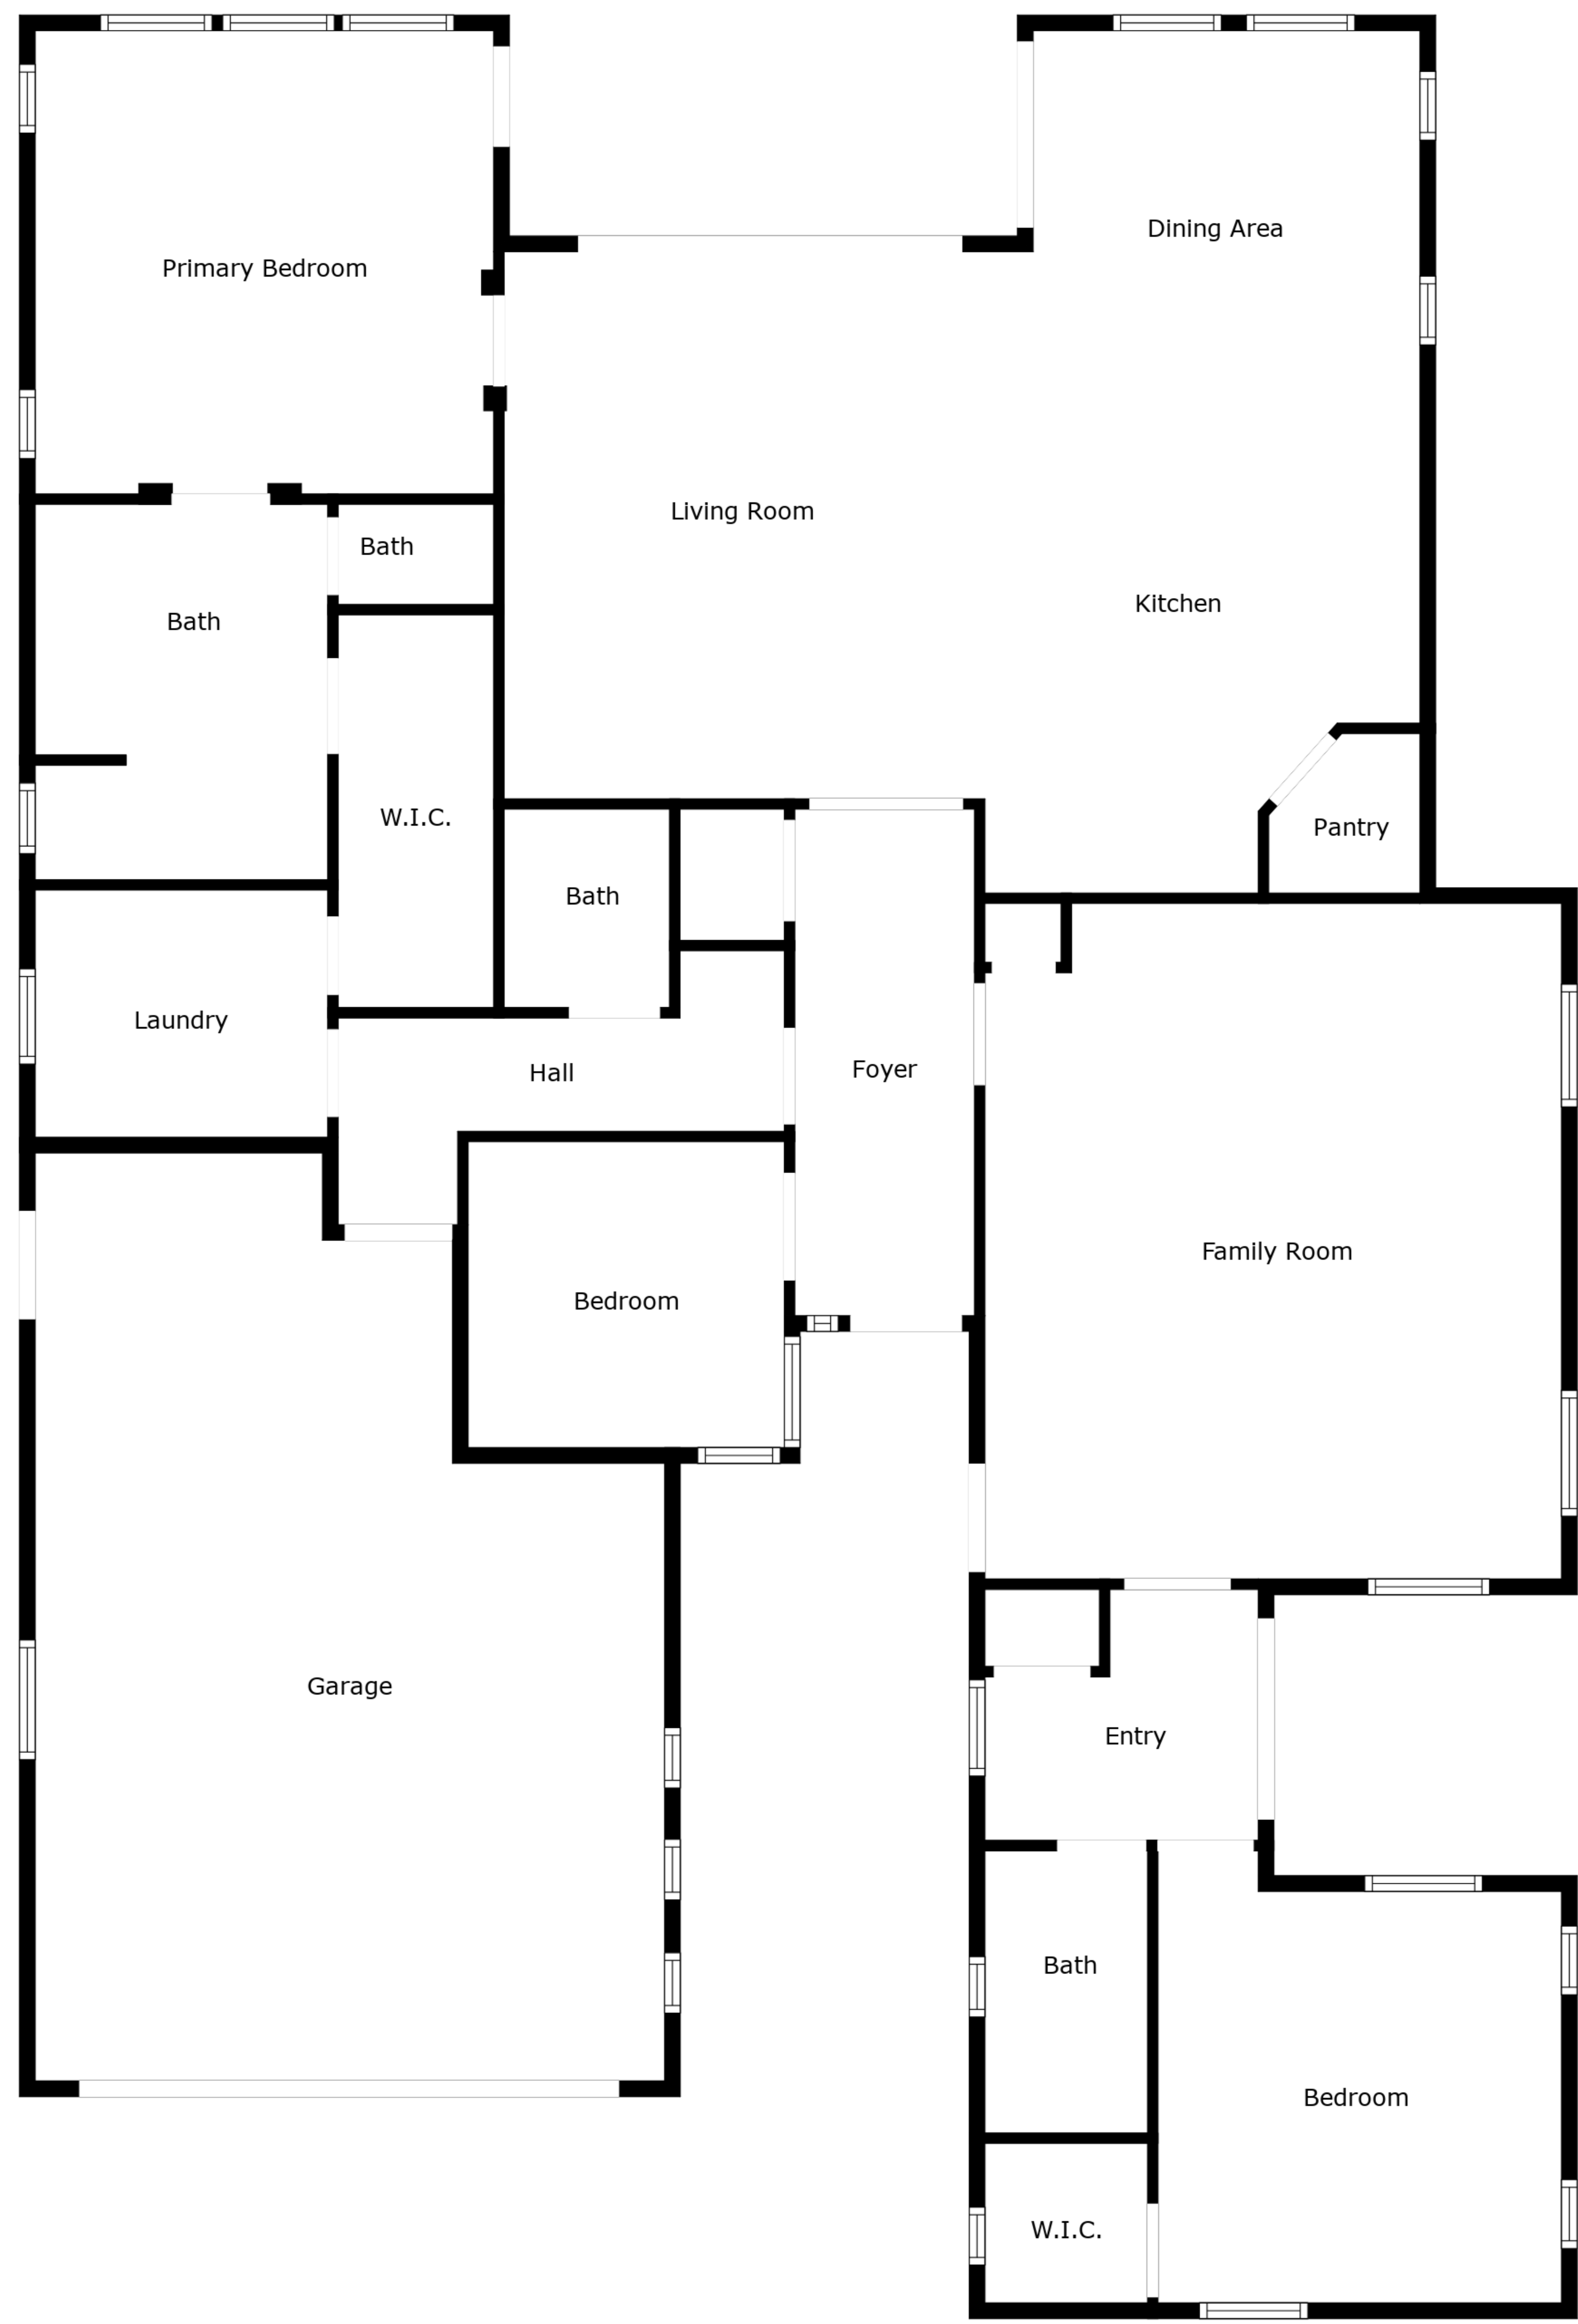 Dining Area
Primary Bedroom
Living Room
Bath
Kitchen
Bath
W.I.C.
Pantry
Bath
Laundry
Hall
Foyer
Family Room
Bedroom
Garage
Entry
Bath
Bedroom
W.I.C.